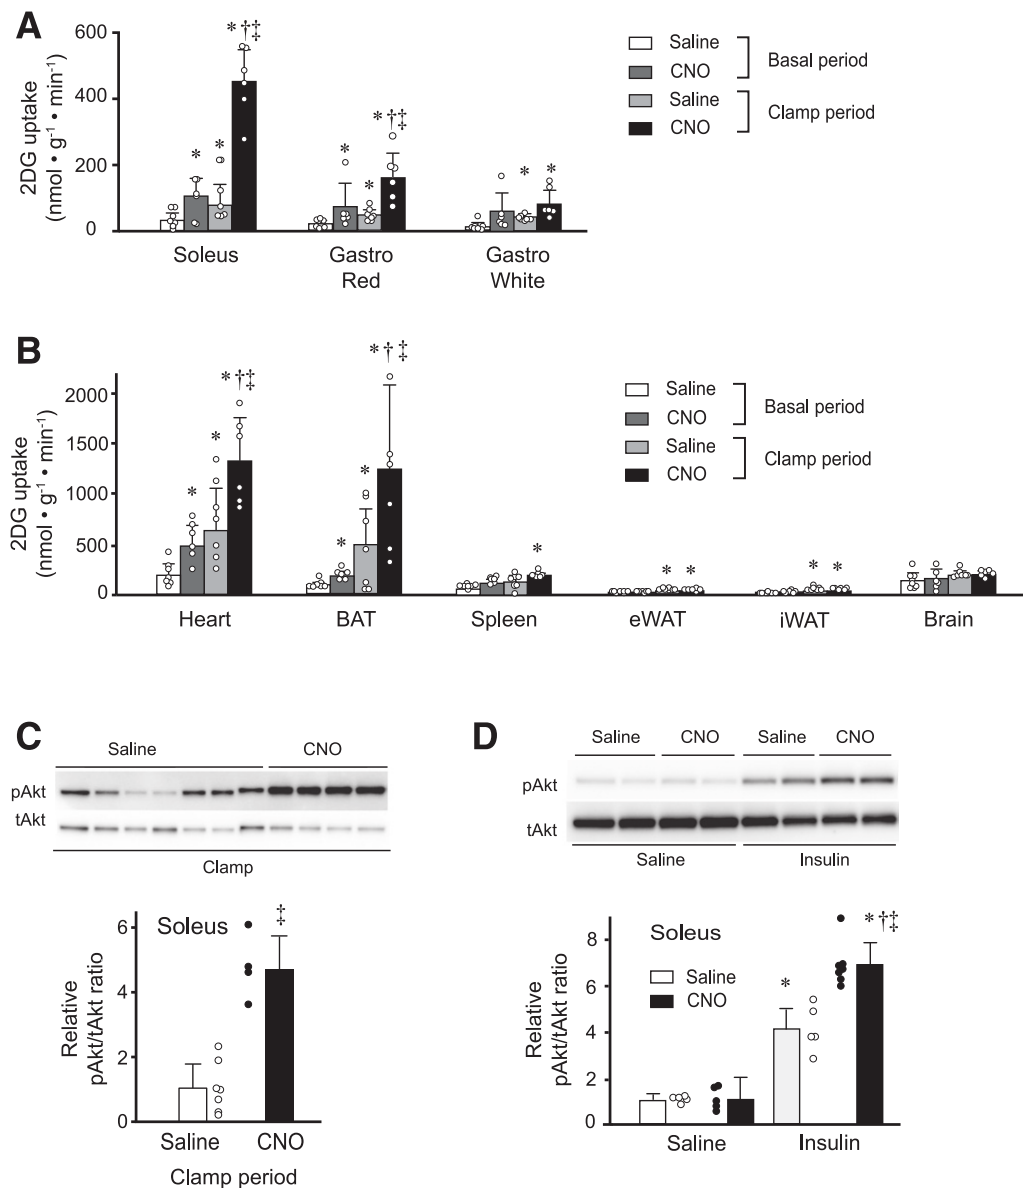 A
* †‡
600
400
200
0
2DG uptake
(nmol • g⁻¹ • min⁻¹)
* *
* * * †‡
* *
Soleus
Gastro
Red
Gastro
White
Saline
CNO
Basal period
Saline
CNO
Clamp period
B
2000
1500
1000
500
0
2DG uptake
(nmol • g⁻¹ • min⁻¹)
* * * †‡
* * * † ‡
*
* *
* *
Heart
BAT
Spleen
eWAT
iWAT
Brain
Saline
CNO
Basal period
Saline
CNO
Clamp period
C
Saline
CNO
pAkt
tAkt
Clamp
6
4
2
0
Relative
pAkt/tAkt ratio
Soleus
‡
Saline
CNO
Clamp period
D
Saline
CNO
Saline
CNO
pAkt
tAkt
Saline
Insulin
8
6
4
2
0
Relative
pAkt/tAkt ratio
Soleus
Saline
CNO
*
* †‡
Saline
Insulin